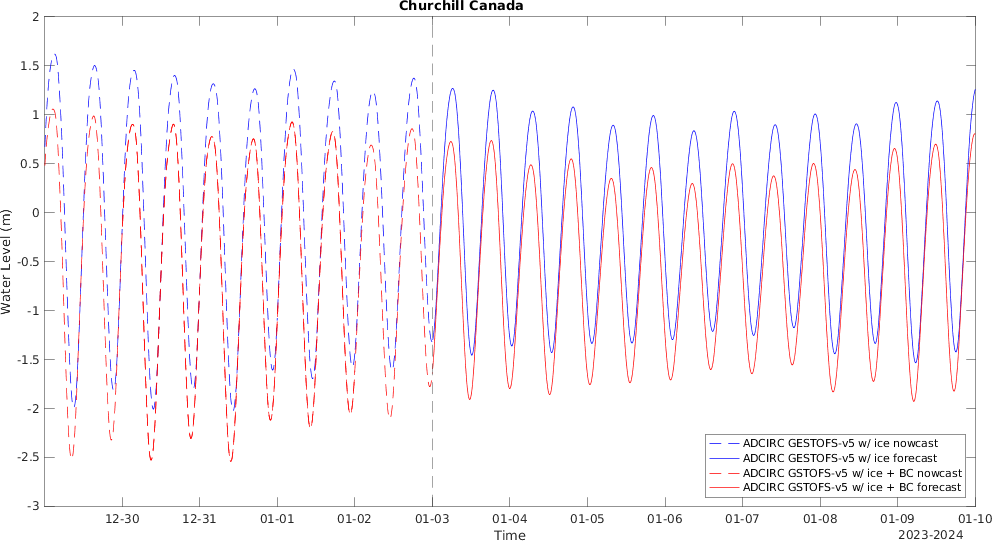 Churchill Canada
2
1.5
1
0.5
0
-0.5
-1
-1.5
-2
-2.5
-3
Water Level (m)
ADCIRC GESTOFS-v5 w/ ice nowcast
ADCIRC GESTOFS-v5 w/ ice forecast
ADCIRC GSTOFS-v5 w/ ice + BC nowcast
ADCIRC GSTOFS-v5 w/ ice + BC forecast
12-30 12-31 01-01 01-02 01-03 01-04 01-05 01-06 01-07 01-08 01-09 01-10
Time
2023-2024